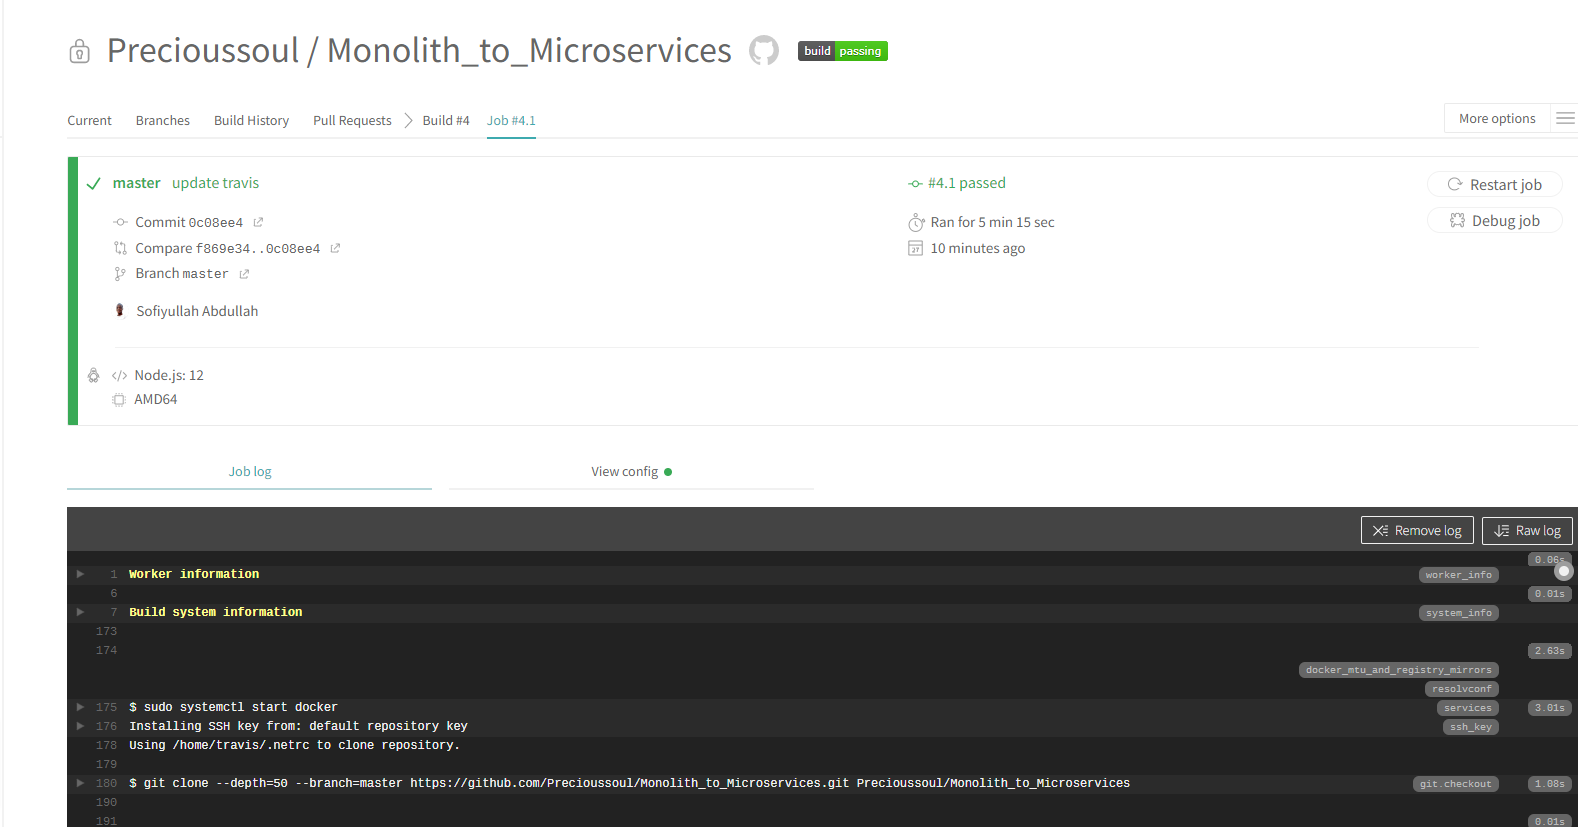 Precioussoul / Monolith_to_Microservices build passing
Current Branches Build History Pull Requests Build #4 Job #4.1 More options
master update travis #4.1 passed Restart job
Commit 0c08ee4 Ran for 5 min 15 sec Debug job
Compare f869e34..0c08ee4 10 minutes ago
Branch master
Sofiyullah Abdullah
Node.js: 12
AMD64
Job log View config
Remove log Raw log
0.06s
1 Worker information worker_info
6 0.01s
7 Build system information system_info
173
174 2.63s
docker_mtu_and_registry_mirrors
resolvconf
175 $ sudo systemctl start docker services 3.01s
176 Installing SSH key from: default repository key ssh_key
178 Using /home/travis/.netrc to clone repository.
179
180 $ git clone --depth=50 --branch=master https://github.com/Precioussoul/Monolith_to_Microservices.git Precioussoul/Monolith_to_Microservices git.checkout 1.08s
190
191 0.01s